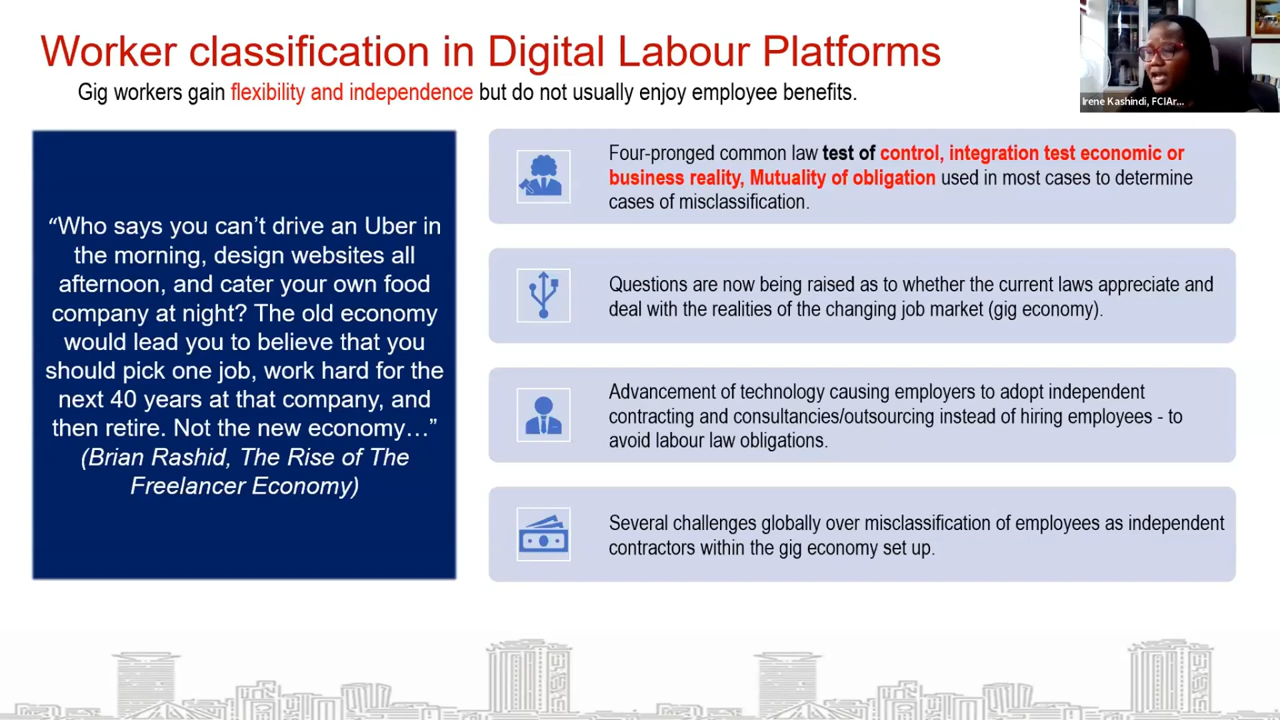 Worker classification in Digital Labour Platforms
Gig workers gain flexibility and independence but do not usually enjoy employee benefits.
Irene Kashindi, FCIAr...
“Who says you can’t drive an Uber in
the morning, design websites all
afternoon, and cater your own food
company at night? The old economy
would lead you to believe that you
should pick one job, work hard for the
next 40 years at that company, and
then retire. Not the new economy…”
(Brian Rashid, The Rise of The
Freelancer Economy)
Four-pronged common law test of control, integration test economic or
business reality, Mutuality of obligation used in most cases to determine
cases of misclassification.
Questions are now being raised as to whether the current laws appreciate and
deal with the realities of the changing job market (gig economy).
Advancement of technology causing employers to adopt independent
contracting and consultancies/outsourcing instead of hiring employees - to
avoid labour law obligations.
Several challenges globally over misclassification of employees as independent
contractors within the gig economy set up.